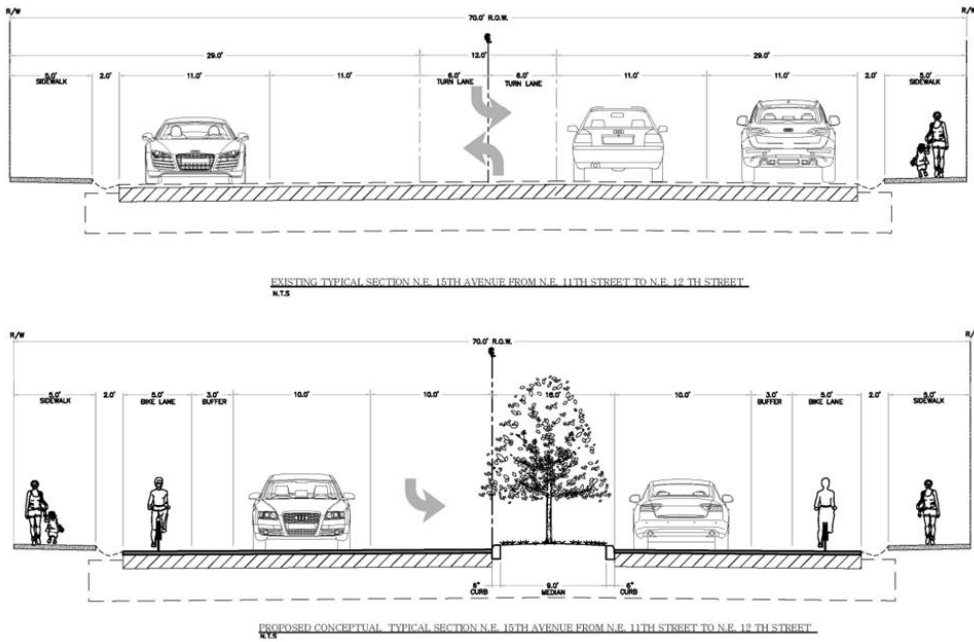 R/W
R/W
70.0' R.O.W.
29.0'
12.0'
29.0'
5.0'
SIDEWALK
2.0'
11.0'
11.0'
6.0'
TURN LANE
6.0'
TURN LANE
11.0'
11.0'
2.0'
5.0'
SIDEWALK
EXISTING TYPICAL SECTION N.E. 15TH AVENUE FROM N.E. 11TH STREET TO N.E. 12 TH STREET
N.T.S
R/W
R/W
70.0' R.O.W.
5.0'
SIDEWALK
2.0'
5.0'
BIKE LANE
3.0'
BUFFER
10.0'
10.0'
10.0'
3.0'
BUFFER
5.0'
BIKE LANE
2.0'
5.0'
SIDEWALK
6"
CURB
9.0'
MEDIAN
6"
CURB
PROPOSED CONCEPTUAL TYPICAL SECTION N.E. 15TH AVENUE FROM N.E. 11TH STREET TO N.E. 12 TH STREET
N.T.S